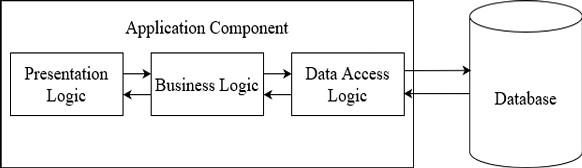 Application Component
Presentation
Logic
Business Logic
Data Access
Logic
Database